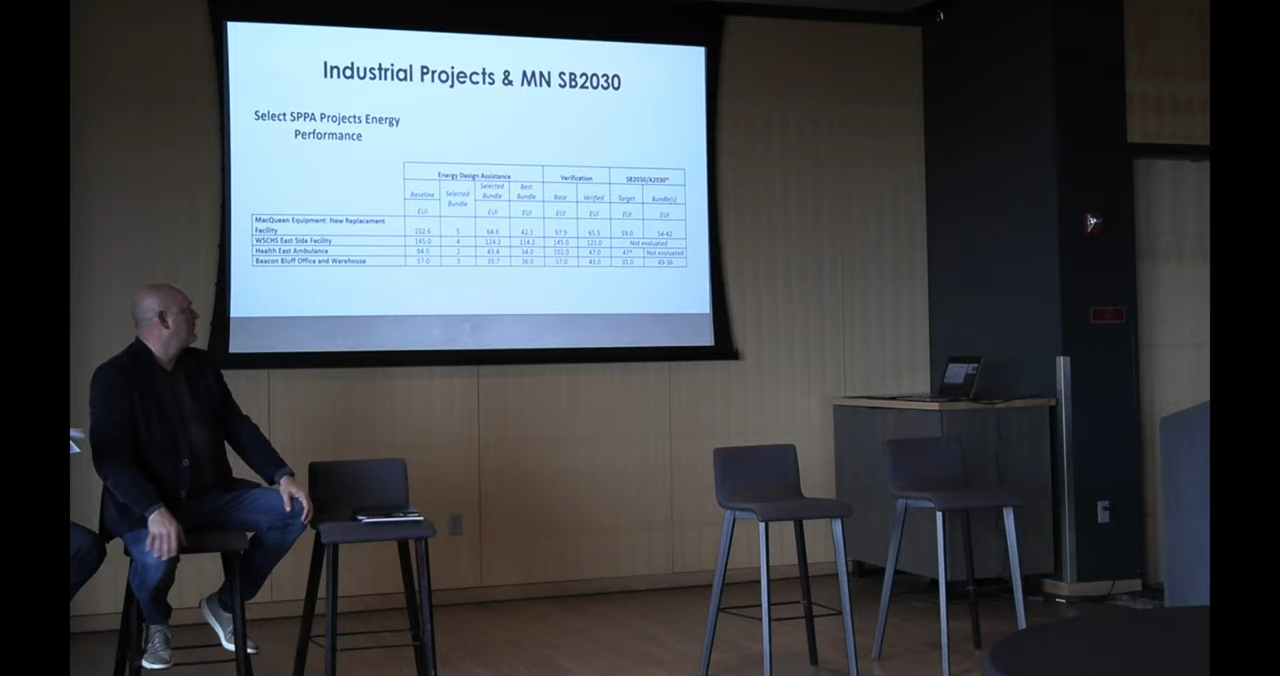 Industrial Projects & MN SB2030
Select SPPA Projects Energy
Performance
Energy Design Assistance Verification SB2030/A2030*
Baseline Selected Bundle Selected Bundle Best Bundle Base Verified Target Bundle(s)
EUI EUI EUI EUI EUI EUI EUI
MacQueen Equipment: New Replacement
Facility 102.6 5 64.6 42.1 97.9 65.5 59.0 54-42
WSCHS East Side Facility 145.0 4 124.2 114.2 145.0 121.0 Not evaluated
Health East Ambulance 94.0 2 43.4 34.0 102.0 47.0 47* Not evaluated
Beacon Bluff Office and Warehouse 57.0 3 39.7 36.0 57.0 43.0 35.0 49-36